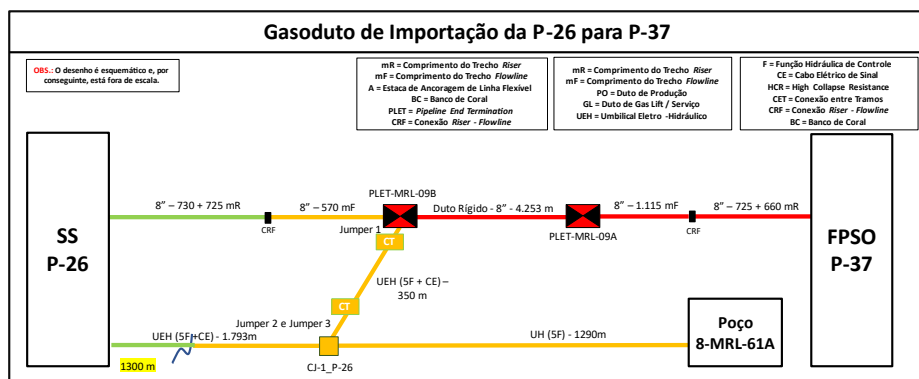 Gasoduto de Importação da P-26 para P-37
OBS.: O desenho é esquemático e, por
conseguinte, está fora de escala.
mR = Comprimento do Trecho Riser
mF = Comprimento do Trecho Flowline
A = Estaca de Ancoragem de Linha Flexível
BC = Banco de Coral
PLET = Pipeline End Termination
CRF = Conexão Riser - Flowline
mR = Comprimento do Trecho Riser
mF = Comprimento do Trecho Flowline
PO = Duto de Produção
GL = Duto de Gas Lift / Serviço
UEH = Umbilical Eletro -Hidráulico
F = Função Hidráulica de Controle
CE = Cabo Elétrico de Sinal
HCR = High Collapse Resistance
CET = Conexão entre Tramos
CRF = Conexão Riser - Flowline
BC = Banco de Coral
SS
P-26
8” – 730 + 725 mR
CRF
8” – 570 mF
PLET-MRL-09B
Jumper 1
Duto Rígido - 8” - 4.253 m
PLET-MRL-09A
8” – 1.115 mF
CRF
8” – 725 + 660 mR
FPSO
P-37
CT
UEH (5F + CE) –
350 m
CT
Jumper 2 e Jumper 3
UEH (5F+CE) - 1.793m
1300 m
CJ-1_P-26
UH (5F) - 1290m
Poço
8-MRL-61A